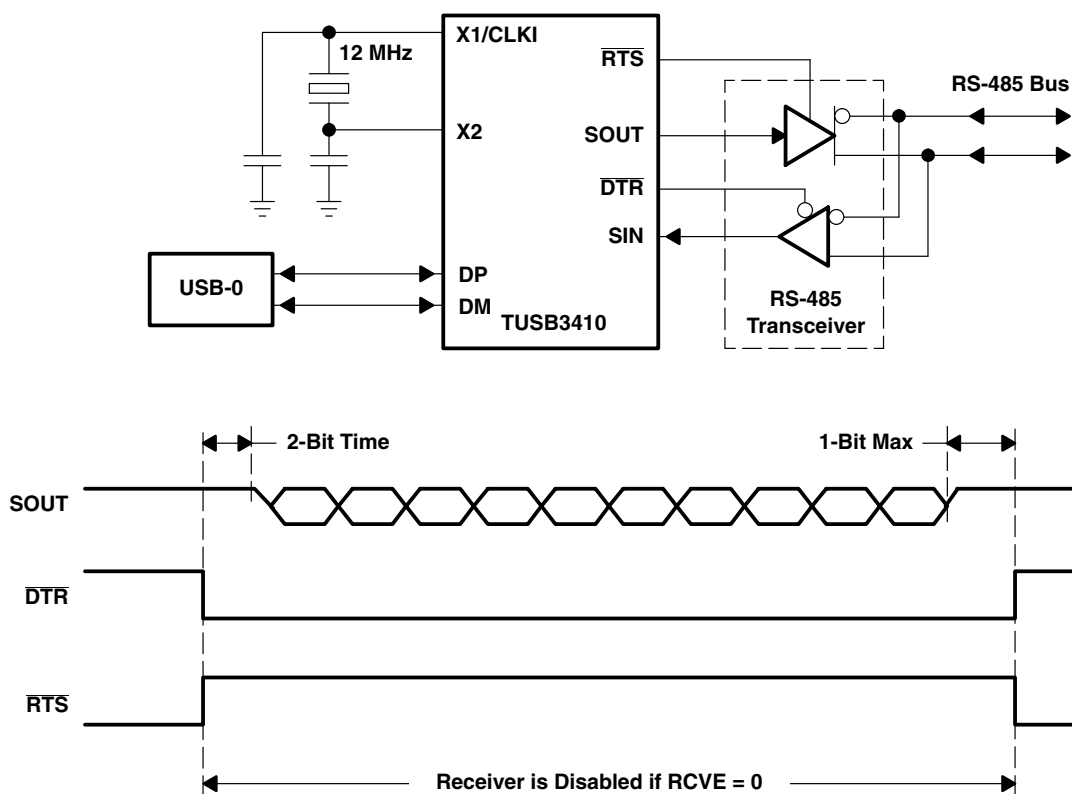 X1/CLKI
12 MHz
RTS
RS-485 Bus
X2
SOUT
DTR
SIN
USB-0
DP
DM
TUSB3410
RS-485
Transceiver
2-Bit Time
1-Bit Max
SOUT
DTR
RTS
Receiver is Disabled if RCVE = 0